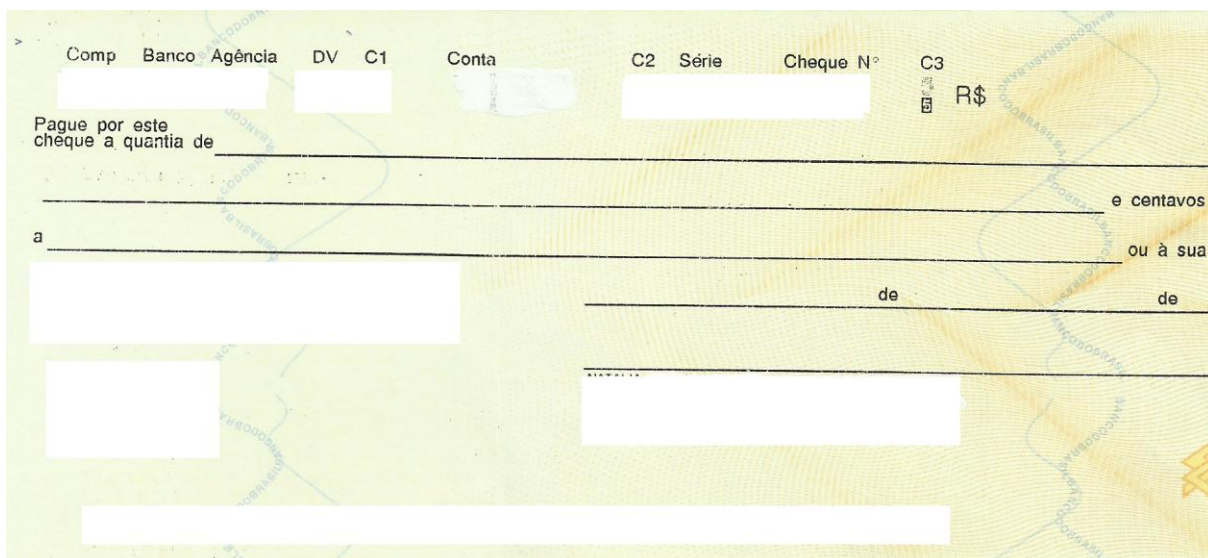 Comp Banco Agência DV C1 Conta C2 Série Cheque N° C3
R$
Pague por este
cheque a quantia de
e centavos
a ou à sua
de de
BANCODOBRASIL